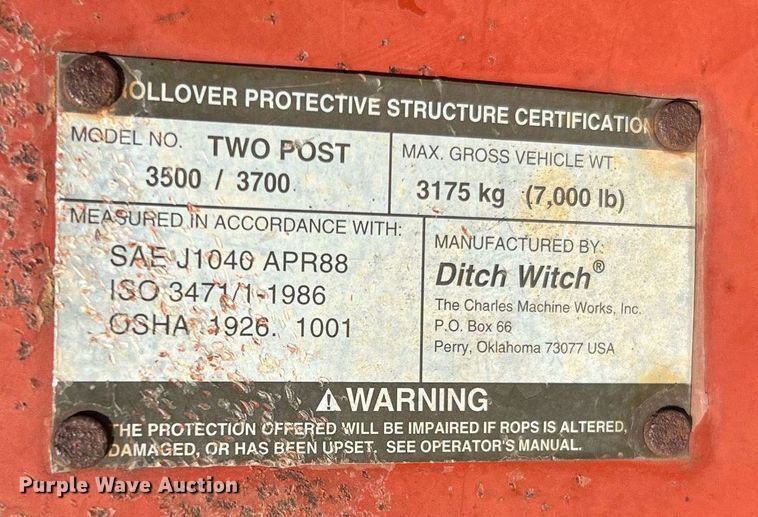 ROLLOVER PROTECTIVE STRUCTURE CERTIFICATION
MODEL NO. TWO POST
3500 / 3700
MAX. GROSS VEHICLE WT.
3175 kg (7,000 lb)
MEASURED IN ACCORDANCE WITH:
SAE J1040 APR88
ISO 3471/1-1986
OSHA 1926. 1001
MANUFACTURED BY:
Ditch Witch®
The Charles Machine Works, Inc.
P.O. Box 66
Perry, Oklahoma 73077 USA
⚠WARNING
THE PROTECTION OFFERED WILL BE IMPAIRED IF ROPS IS ALTERED,
DAMAGED, OR HAS BEEN UPSET. SEE OPERATOR'S MANUAL.
Purple Wave Auction